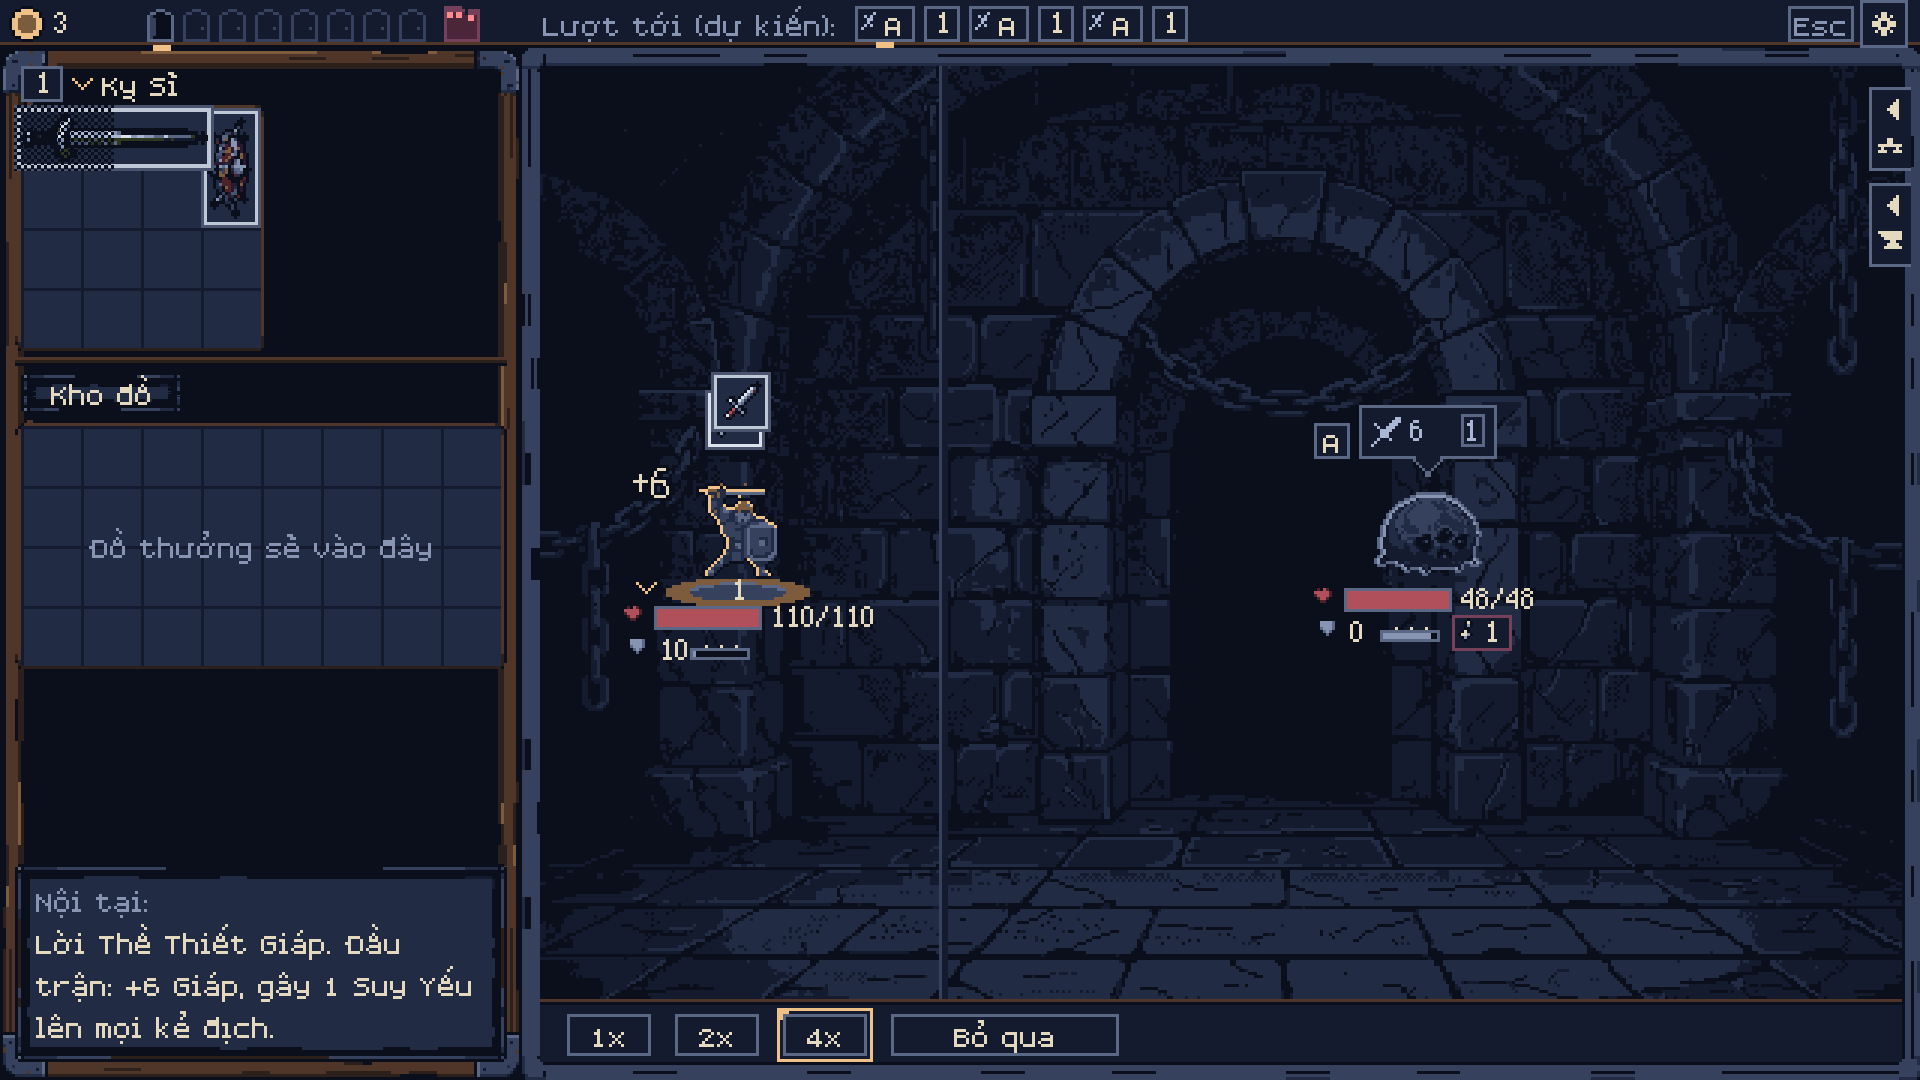 3
Lượt tới (dự kiến): A 1 A 1 A 1
Esc
1 Kỵ Sĩ
Kho đồ
Đồ thưởng sẽ vào đây
Nội tại:
Lời Thề Thiết Giáp. Đầu
trận: +6 Giáp, gây 1 Suy Yếu
lên mọi kẻ địch.
+6
1
110/110
10
A 6 1
48/48
0 1
1x 2x 4x Bỏ qua